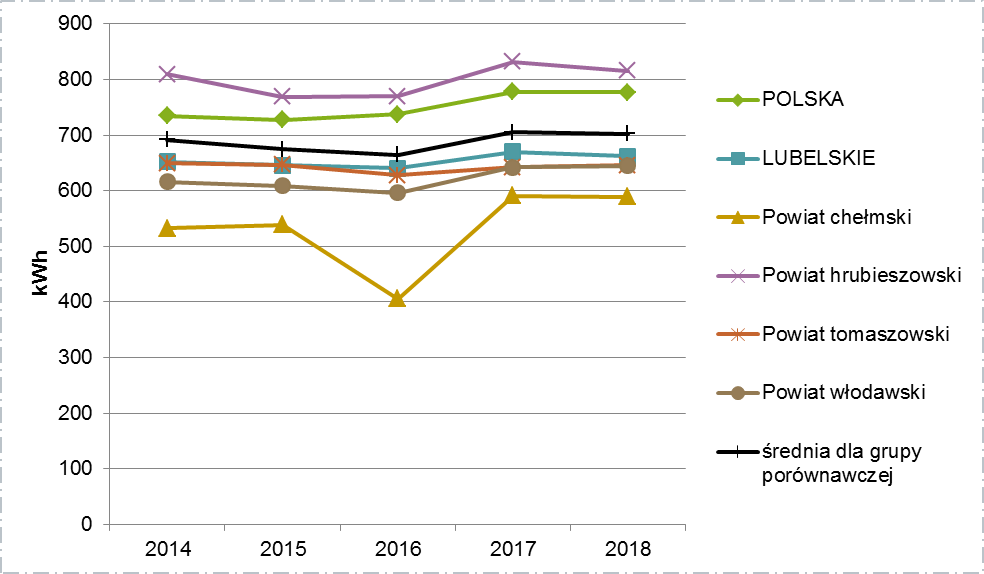 900
800
700
600
500
400
300
200
100
0
kWh
2014 2015 2016 2017 2018
POLSKA
LUBELSKIE
Powiat chełmski
Powiat hrubieszowski
Powiat tomaszowski
Powiat włodawski
średnia dla grupy
porównawczej